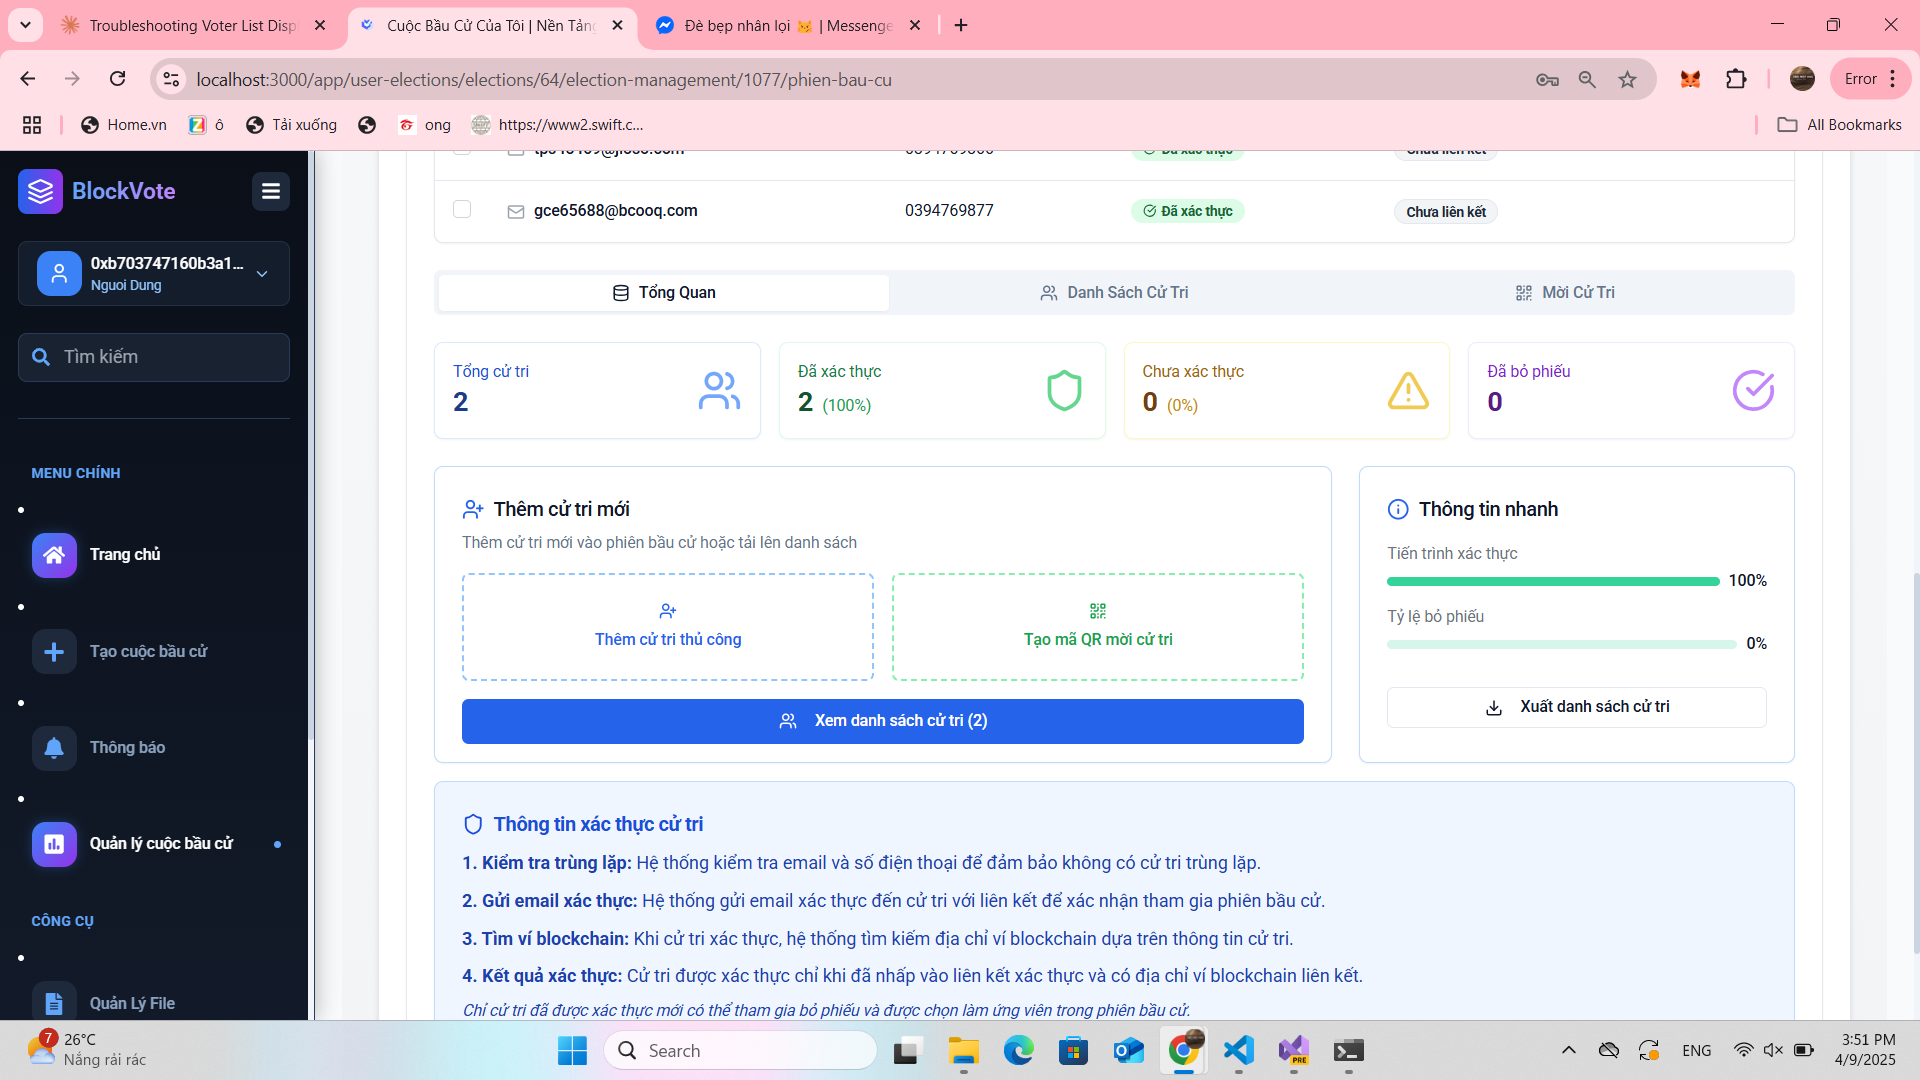 Troubleshooting Voter List Disp
Cuộc Bầu Cử Của Tôi | Nền Tảng
Đè bẹp nhân lọi 😼 | Messenge
localhost:3000/app/user-elections/elections/64/election-management/1077/phien-bau-cu
Error
Home.vn
ô
Tải xuống
ong
https://www2.swift.c...
All Bookmarks
BlockVote
0xb703747160b3a1...
Nguoi Dung
Tìm kiếm
MENU CHÍNH
Trang chủ
Tạo cuộc bầu cử
Thông báo
Quản lý cuộc bầu cử
CÔNG CỤ
Quản Lý File
Đã xác thực
Chưa liên kết
gce65688@bcooq.com
0394769877
Đã xác thực
Chưa liên kết
Tổng Quan
Danh Sách Cử Tri
Mời Cử Tri
Tổng cử tri
2
Đã xác thực
2 (100%)
Chưa xác thực
0 (0%)
Đã bỏ phiếu
0
Thêm cử tri mới
Thêm cử tri mới vào phiên bầu cử hoặc tải lên danh sách
Thêm cử tri thủ công
Tạo mã QR mời cử tri
Xem danh sách cử tri (2)
Thông tin nhanh
Tiến trình xác thực
100%
Tỷ lệ bỏ phiếu
0%
Xuất danh sách cử tri
Thông tin xác thực cử tri
1. Kiểm tra trùng lặp: Hệ thống kiểm tra email và số điện thoại để đảm bảo không có cử tri trùng lặp.
2. Gửi email xác thực: Hệ thống gửi email xác thực đến cử tri với liên kết để xác nhận tham gia phiên bầu cử.
3. Tìm ví blockchain: Khi cử tri xác thực, hệ thống tìm kiếm địa chỉ ví blockchain dựa trên thông tin cử tri.
4. Kết quả xác thực: Cử tri được xác thực chỉ khi đã nhấp vào liên kết xác thực và có địa chỉ ví blockchain liên kết.
Chỉ cử tri đã được xác thực mới có thể tham gia bỏ phiếu và được chọn làm ứng viên trong phiên bầu cử.
7
26°C
Nắng rải rác
Search
PRE
ENG
3:51 PM
4/9/2025